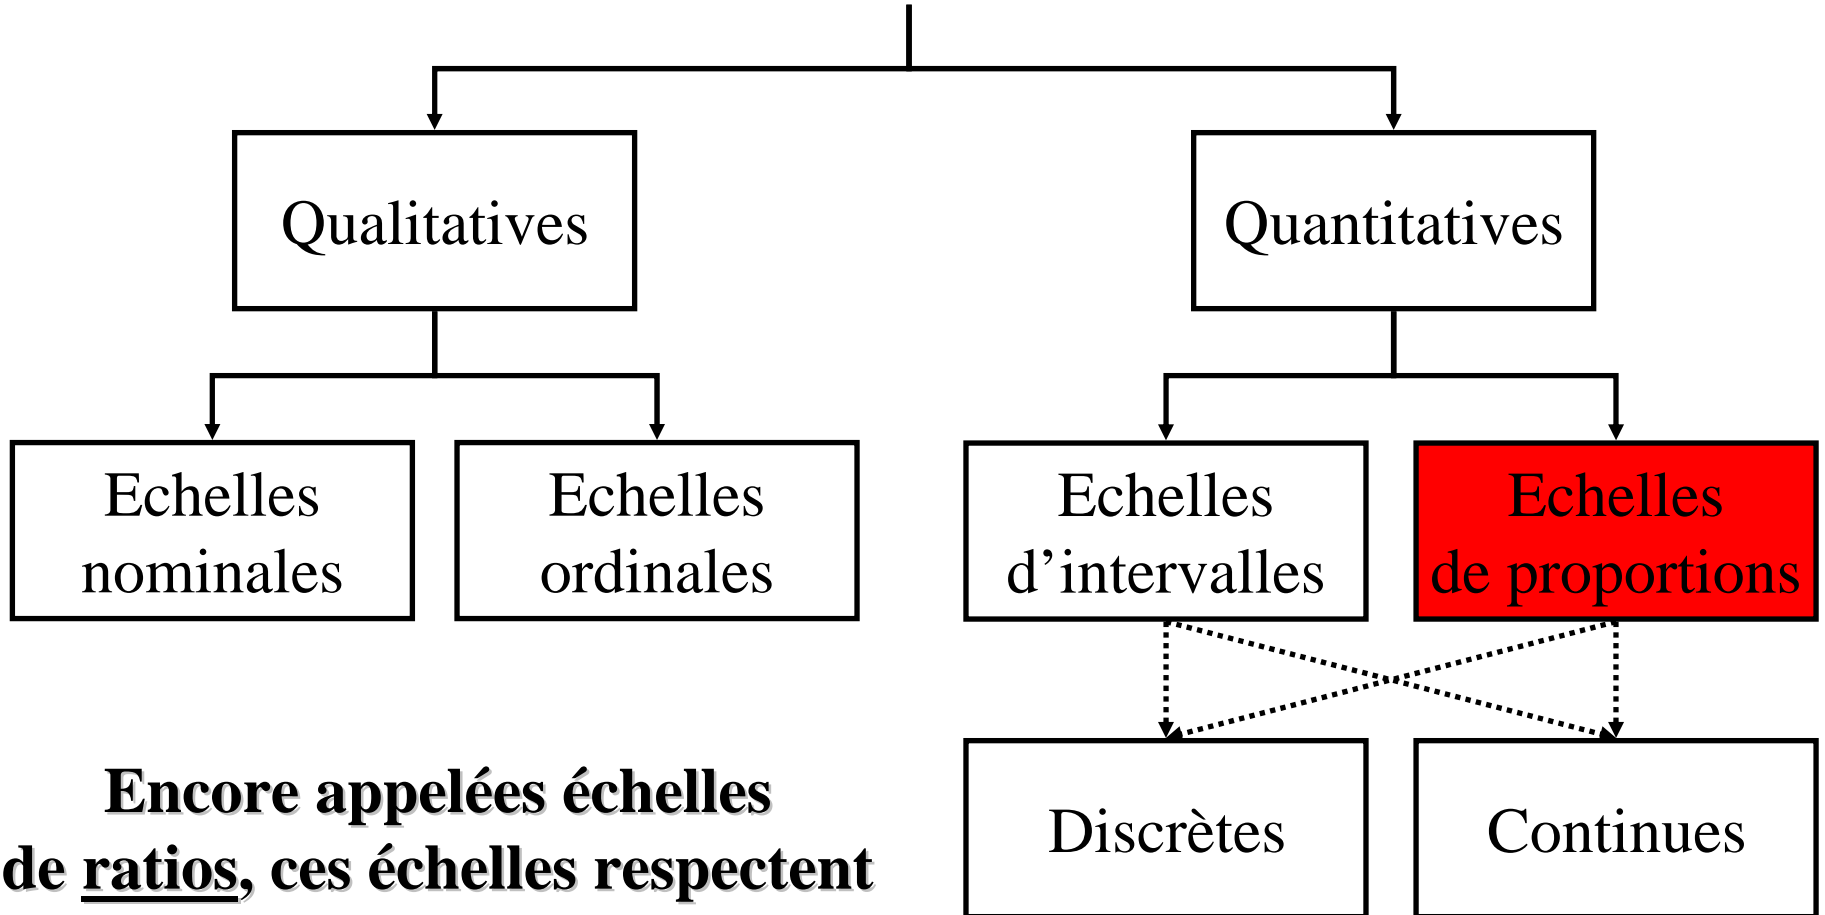 Qualitatives
Quantitatives
Echelles
nominales
Echelles
ordinales
Echelles
d’intervalles
Echelles
de proportions
Discrètes
Continues
Encore appelées échelles
de ratios, ces échelles respectent